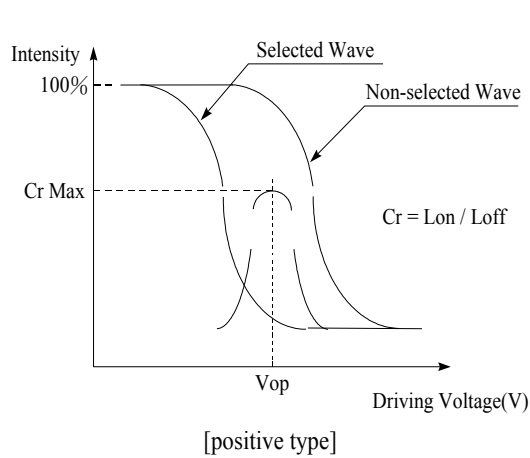 Selected Wave
Intensity
100%
Non-selected Wave
Cr Max
Cr = Lon / Loff
Vop
Driving Voltage(V)
[positive type]